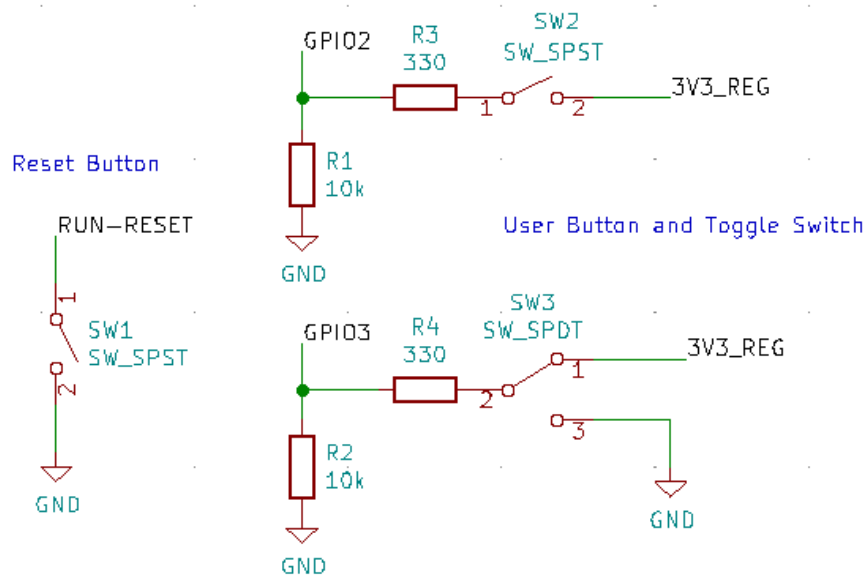 Reset Button
RUN-RESET
1
SW1
SW_SPST
2
GND
GPIO2
R3
330
SW2
SW_SPST
1
2
3V3_REG
R1
10k
GND
User Button and Toggle Switch
GPIO3
R4
330
SW3
SW_SPDT
2
1
3
3V3_REG
R2
10k
GND
GND